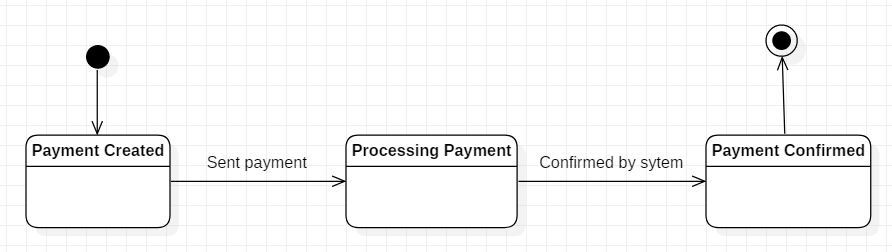 Payment Created
Sent payment
Processing Payment
Confirmed by sytem
Payment Confirmed